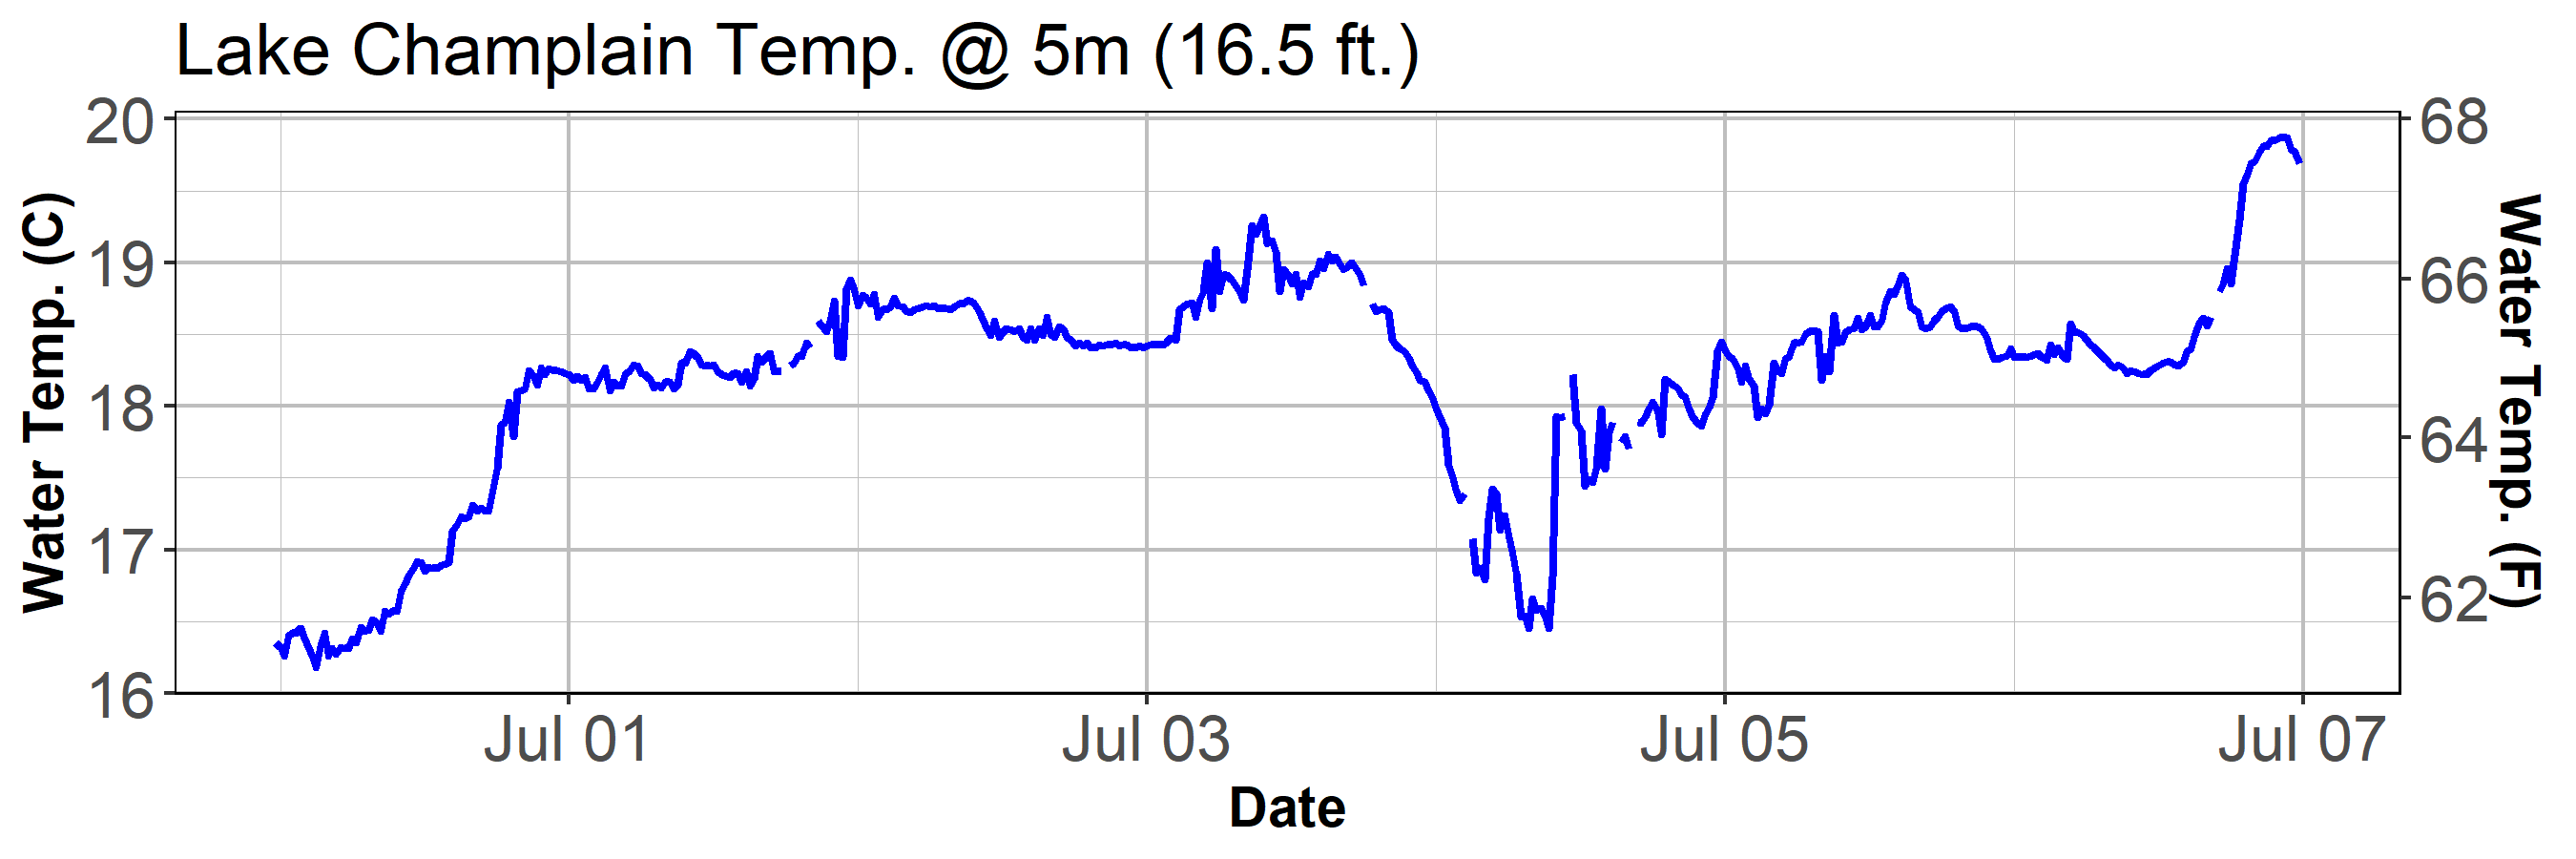 Lake Champlain Temp. @ 5m (16.5 ft.)
20
19
18
17
16
Water Temp. (C)
68
66
64
62
Water Temp. (F)
Jul 01 Jul 03 Jul 05 Jul 07
Date